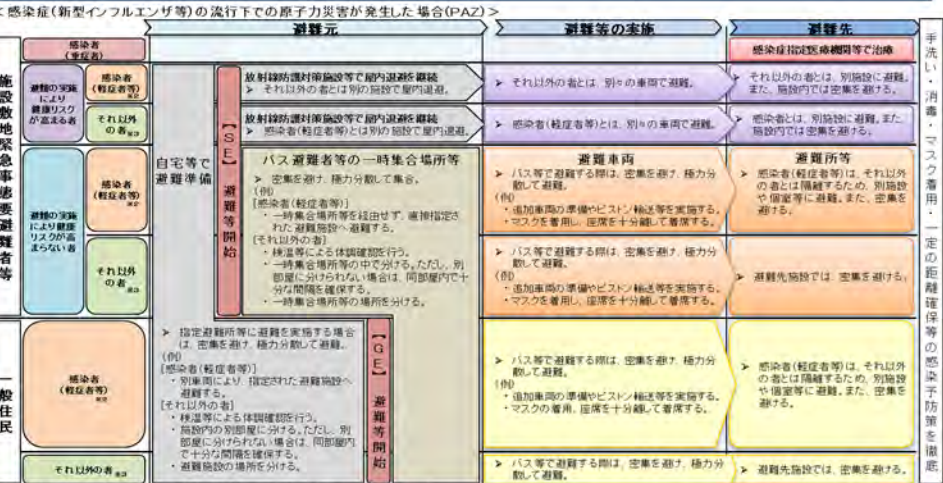 <感染症(新型インフルエンザ等)の流行下での原子力災害が発生した場合(PAZ)>
避難元
避難等の実施
避難先
感染者
(重症者)
感染症指定医療機関等で治療
施設敷地緊急事態要避難者等
避難の実施
により
健康リスク
が高まる者
感染者
(軽症者等)
※2
放射線防護対策施設等で屋内退避を継続
➢ それ以外の者とは別の施設で屋内退避。
➢ それ以外の者とは、別々の車両で避難。
➢ それ以外の者とは、別施設に避難。
また、施設内では密集を避ける。
それ以外
の者※3
放射線防護対策施設等で屋内退避を継続
➢ 感染者(軽症者等)とは別の施設で屋内退避。
➢ 感染者(軽症者等)とは、別々の車両で避難。
➢ 感染者とは、別施設に避難。また、
施設内では密集を避ける。
自宅等で
避難準備
【SE】避難等開始
避難の実施
により健康
リスクが高
まらない者
感染者
(軽症者等)
※2
それ以外
の者
※3
バス避難者等の一時集合場所等
➢ 密集を避け、極力分散して集合。
(例)
[感染者(軽症者等)]
・一時集合場所等を経由せず、直接指定さ
れた避難施設へ避難する。
[それ以外の者]
・検温等による体調確認を行う。
・一時集合場所等の中で分ける。ただし、別
部屋に分けられない場合は、同部屋内で十
分な間隔を確保する。
・一時集合場所等の場所を分ける。
避難車両
➢ バス等で避難する際は、密集を避け、極力分
散して避難。
(例)
・追加車両の準備やピストン輸送等を実施する。
・マスクを着用し、座席を十分離して着席する。
避難所等
➢ 感染者(軽症者等)は、それ以外
の者とは隔離するため、別施設
や個室等に避難。また、密集を
避ける。
➢ バス等で避難する際は、密集を避け、極力分
散して避難。
(例)
・追加車両の準備やピストン輸送等を実施する。
・マスクを着用し、座席を十分離して着席する。
➢ 避難先施設では、密集を避ける。
一般住民
感染者
(軽症者等)
※2
それ以外の者※3
➢ 指定避難所等に避難を実施する場合
は、密集を避け、極力分散して避難。
(例)
[感染者(軽症者等)]
・別車両により、指定された避難施設へ
避難する。
[それ以外の者]
・検温等による体調確認を行う。
・施設内の別部屋に分ける。ただし、別
部屋に分けられない場合は、同部屋内
で十分な間隔を確保する。
・避難施設の場所を分ける。
【GE】避難等開始
➢ バス等で避難する際は、密集を避け、極力分
散して避難。
(例)
・追加車両の準備やピストン輸送等を実施する。
・マスクの着用、座席を十分離して着席する。
➢ 感染者(軽症者等)は、それ以外
の者とは隔離するため、別施設
や個室等に避難。また、密集を
避ける。
➢ バス等で避難する際は、密集を避け、極力分
散して避難。
➢ 避難先施設では、密集を避ける。
手洗い・消毒・マスク着用・一定の距離確保等の感染予防策を徹底